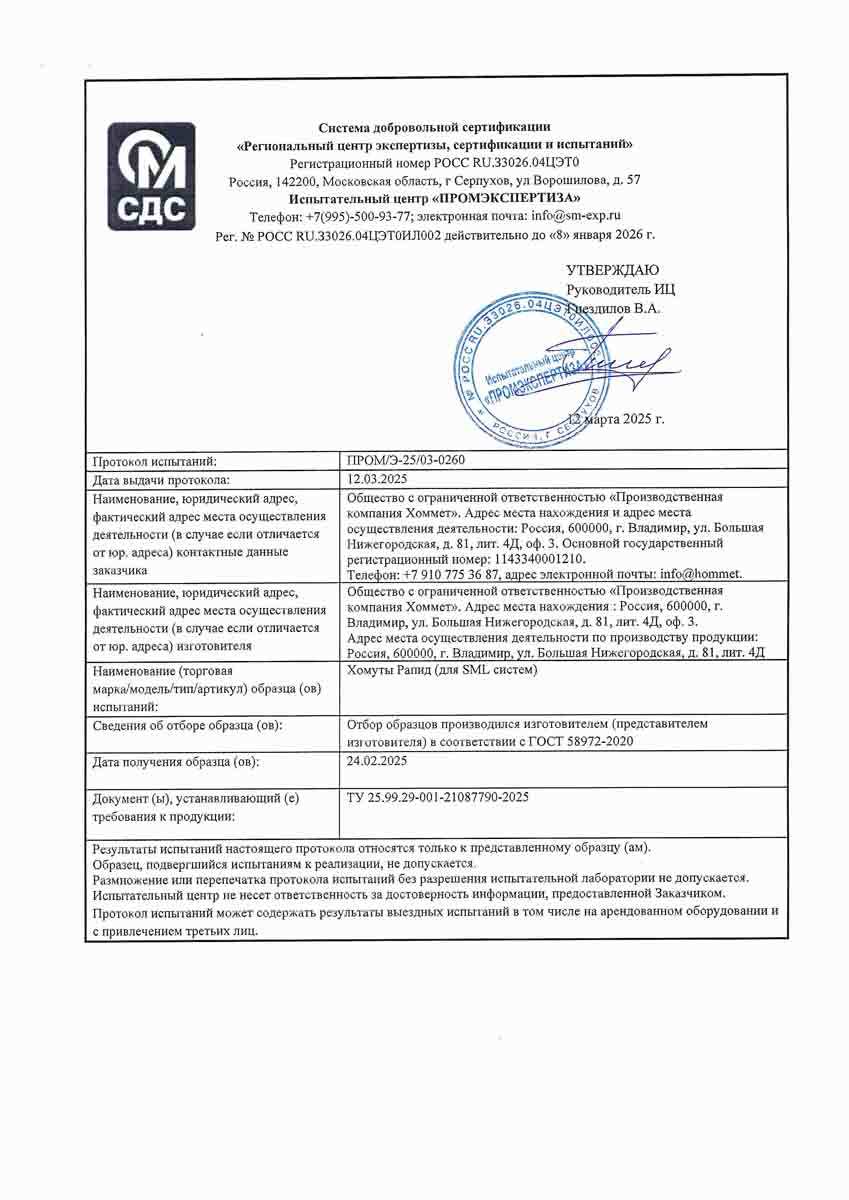 СМ
СДС
Система добровольной сертификации
«Региональный центр экспертизы, сертификации и испытаний»
Регистрационный номер РОСС RU.33026.04ЦЭТ0
Россия, 142200, Московская область, г Серпухов, ул Ворошилова, д. 57
Испытательный центр «ПРОМЭКСПЕРТИЗА»
Телефон: +7(995)-500-93-77; электронная почта: info@sm-exp.ru
Рег. № РОСС RU.33026.04ЦЭТ0ИЛ002 действительно до «8» января 2026 г.
УТВЕРЖДАЮ
Руководитель ИЦ
Гнездилов В.А.
№ РОСС RU.33026.04ЦЭТ0ИЛ002
Испытательный центр
«ПРОМЭКСПЕРТИЗА»
РОССИЯ, Г. СЕРПУХОВ
12 марта 2025 г.
Протокол испытаний:
ПРОМ/Э-25/03-0260
Дата выдачи протокола:
12.03.2025
Наименование, юридический адрес,
фактический адрес места нахождения
деятельности (в случае если отличается
от юр. адреса) контактные данные
заказчика
Общество с ограниченной ответственностью «Производственная
компания Хоммет». Адрес места нахождения и адрес места
осуществления деятельности: Россия, 600000, г. Владимир, ул. Большая
Нижегородская, д. 81, лит. 4Д, оф. 3. Основной государственный
регистрационный номер: 1143340001210.
Телефон: +7 910 775 36 87, адрес электронной почты: info@hommet.
Наименование, юридический адрес,
фактический адрес места осуществления
деятельности (в случае если отличается
от юр. адреса) изготовителя
Общество с ограниченной ответственностью «Производственная
компания Хоммет». Адрес места нахождения : Россия, 600000, г.
Владимир, ул. Большая Нижегородская, д. 81, лит. 4Д, оф. 3.
Адрес места осуществления деятельности по производству продукции:
Россия, 600000, г. Владимир, ул. Большая Нижегородская, д. 81, лит. 4Д
Наименование (торговая
марка/модель/тип/артикул) образца (ов)
испытаний:
Хомуты Рапид (для SML систем)
Сведения об отборе образца (ов):
Отбор образцов производился изготовителем (представителем
изготовителя) в соответствии с ГОСТ 58972-2020
Дата получения образца (ов):
24.02.2025
Документ (ы), устанавливающий (е)
требования к продукции:
ТУ 25.99.29-001-21087790-2025
Результаты испытаний настоящего протокола относятся только к представленному образцу (ам).
Образец, подвергшийся испытаниям к реализации, не допускается.
Размножение или перепечатка протокола испытаний без разрешения испытательной лаборатории не допускается.
Испытательный центр не несет ответственность за достоверность информации, предоставленной Заказчиком.
Протокол испытаний может содержать результаты выездных испытаний в том числе на арендованном оборудовании и
с привлечением третьих лиц.